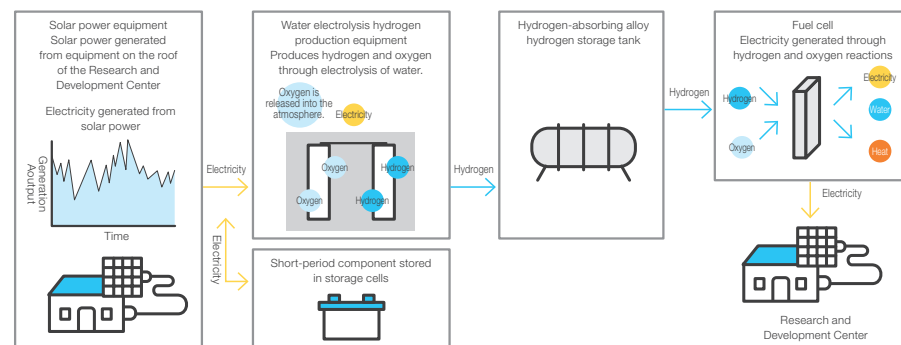 Solar power equipment
Solar power generated
from equipment on the roof
of the Research and
Development Center
Electricity generated from
solar power
Generation
Aoutput
Time
Electricity
Electricity
Water electrolysis hydrogen
production equipment
Produces hydrogen and oxygen
through electrolysis of water.
Oxygen is
released into the
atmosphere.
Electricity
Oxygen
Hydrogen
Oxygen
Hydrogen
Short-period component stored
in storage cells
Hydrogen
Hydrogen-absorbing alloy
hydrogen storage tank
Hydrogen
Fuel cell
Electricity generated through
hydrogen and oxygen reactions
Hydrogen
Oxygen
Electricity
Water
Heat
Electricity
Research and
Development Center